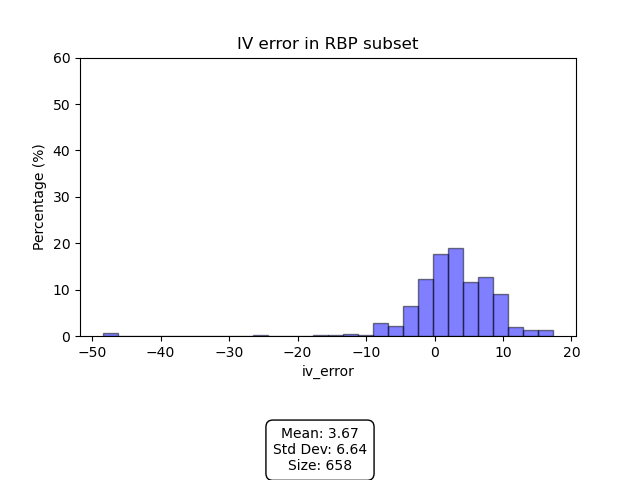 IV error in RBP subset
60
50
40
30
20
10
0
Percentage (%)
−50 −40 −30 −20 −10 0 10 20
iv_error
Mean: 3.67
Std Dev: 6.64
Size: 658